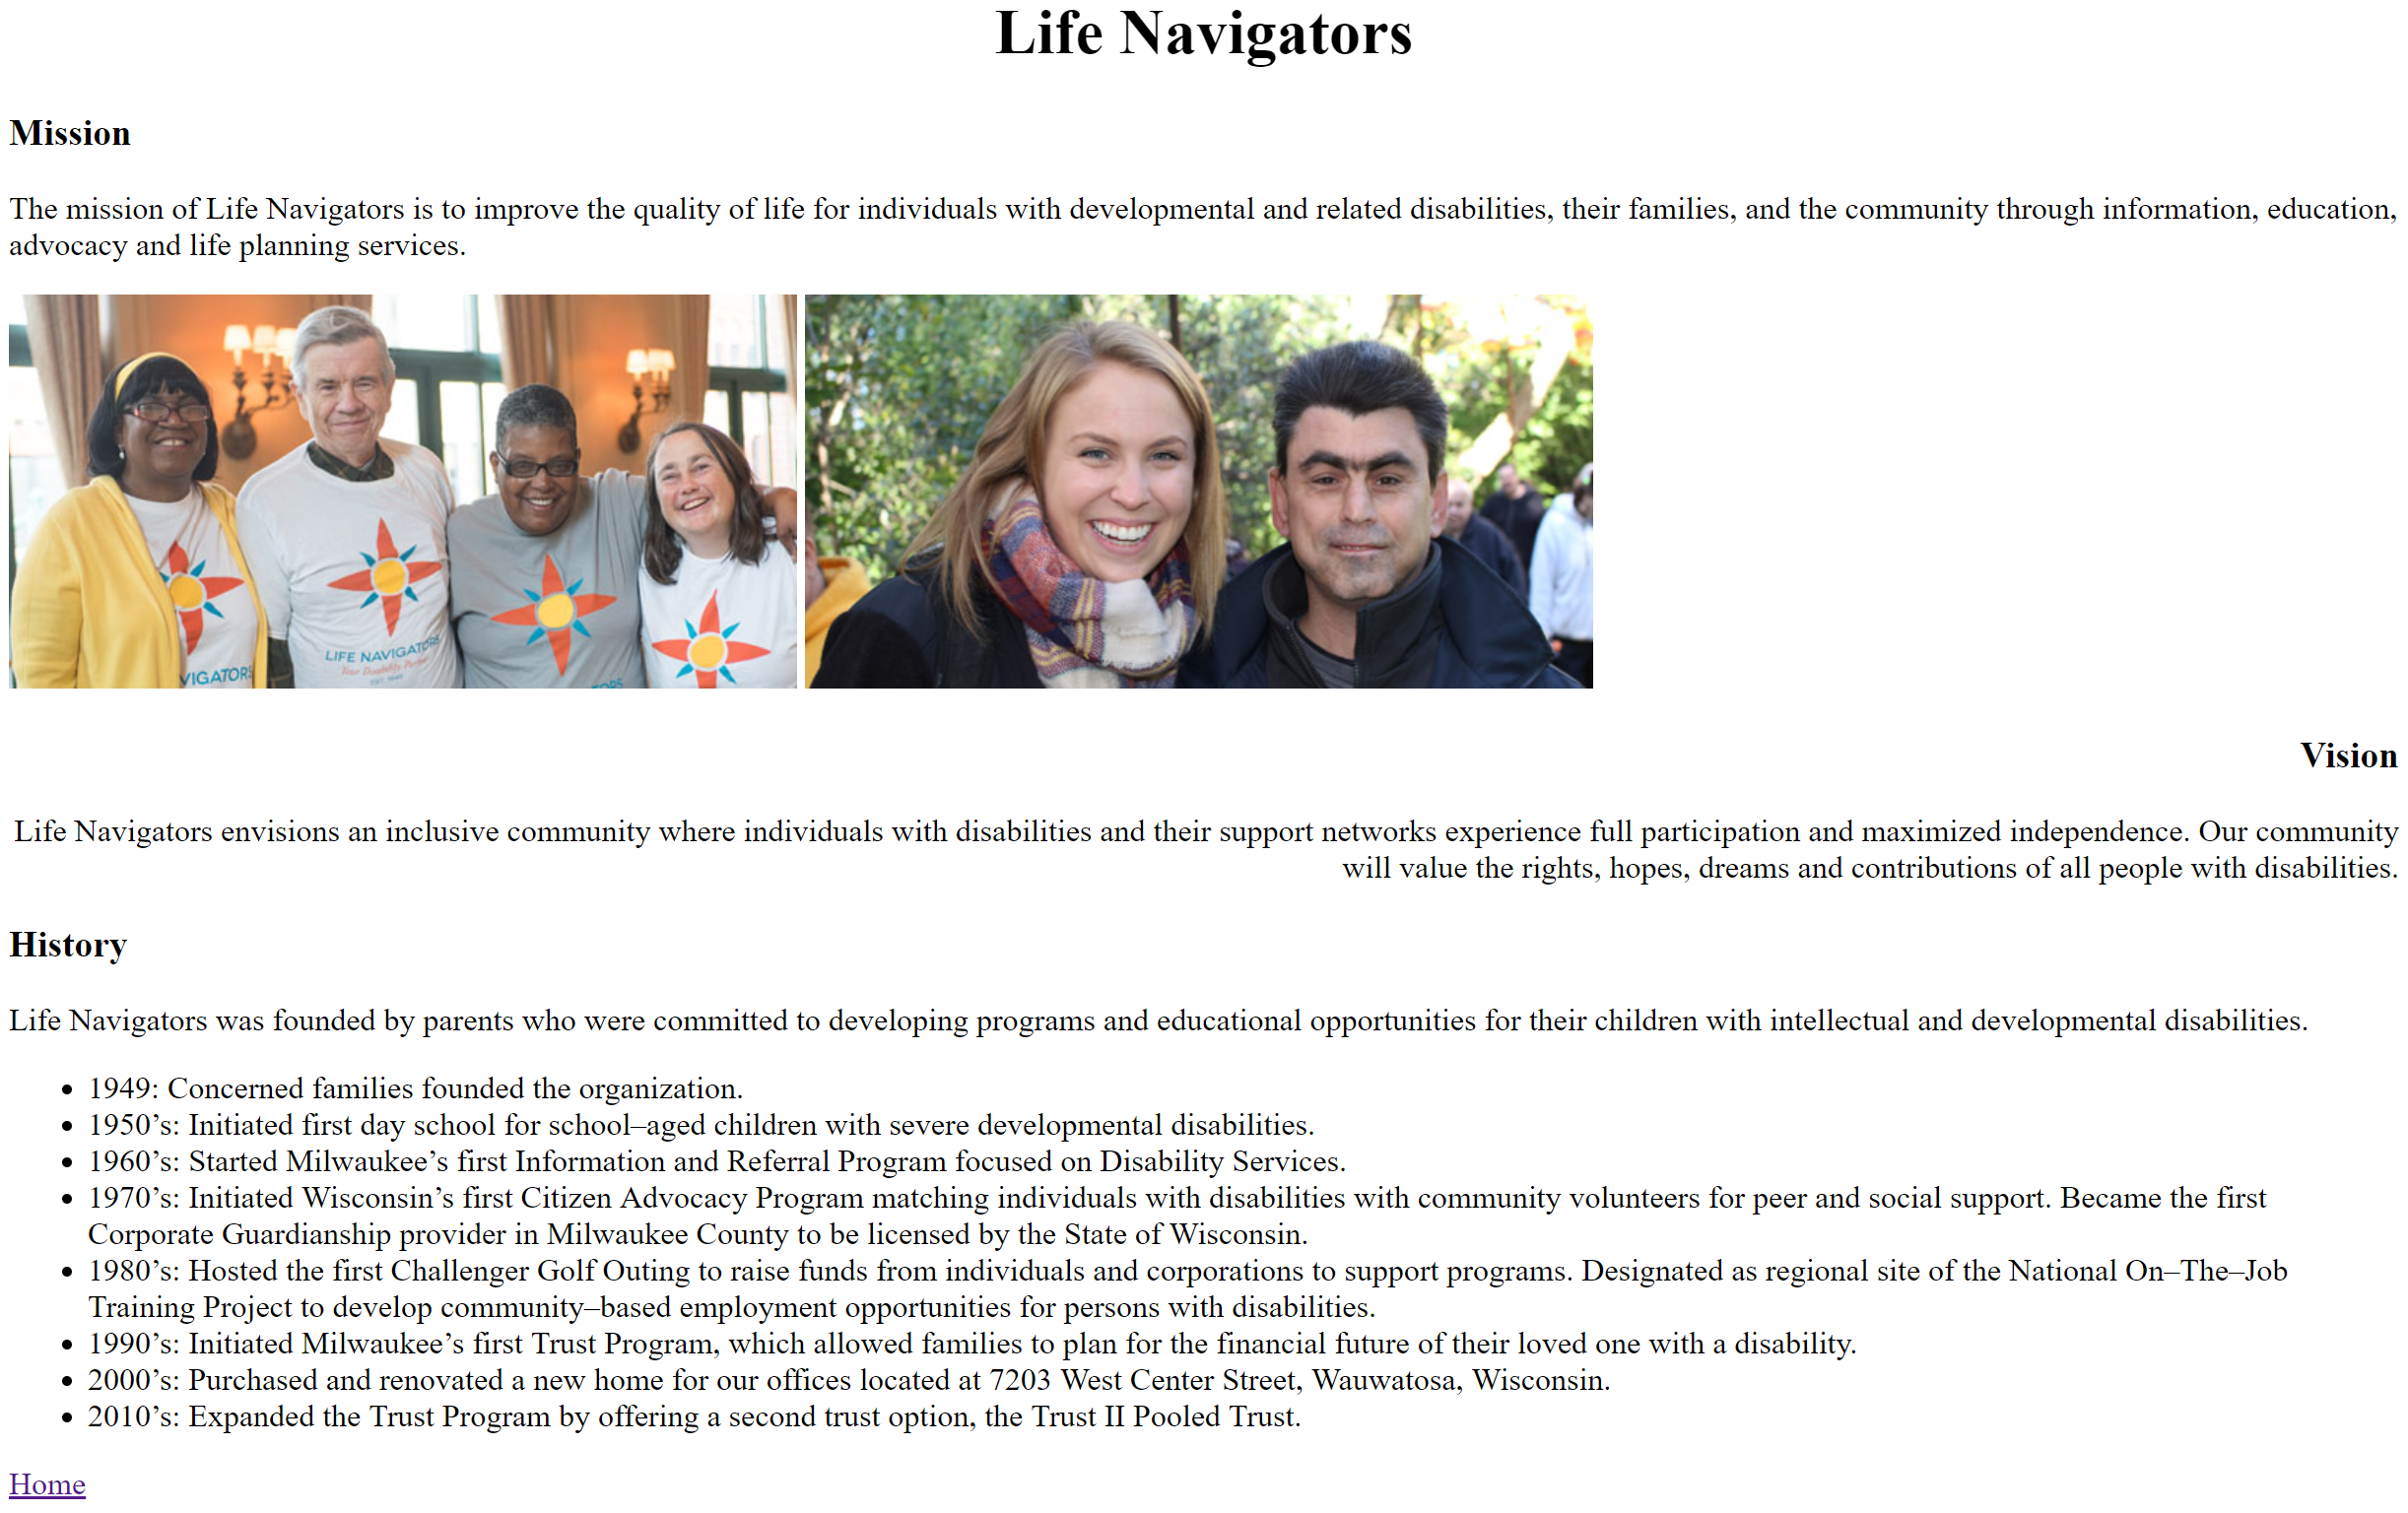 Life Navigators
Mission
The mission of Life Navigators is to improve the quality of life for individuals with developmental and related disabilities, their families, and the community through information, education,
advocacy and life planning services.
VIGATORS
LIFE NAVIGATORS
Your Disability Partner
EST. 1949
TORS
Vision
Life Navigators envisions an inclusive community where individuals with disabilities and their support networks experience full participation and maximized independence. Our community
will value the rights, hopes, dreams and contributions of all people with disabilities.
History
Life Navigators was founded by parents who were committed to developing programs and educational opportunities for their children with intellectual and developmental disabilities.
• 1949: Concerned families founded the organization.
• 1950’s: Initiated first day school for school–aged children with severe developmental disabilities.
• 1960’s: Started Milwaukee’s first Information and Referral Program focused on Disability Services.
• 1970’s: Initiated Wisconsin’s first Citizen Advocacy Program matching individuals with disabilities with community volunteers for peer and social support. Became the first
Corporate Guardianship provider in Milwaukee County to be licensed by the State of Wisconsin.
• 1980’s: Hosted the first Challenger Golf Outing to raise funds from individuals and corporations to support programs. Designated as regional site of the National On–The–Job
Training Project to develop community–based employment opportunities for persons with disabilities.
• 1990’s: Initiated Milwaukee’s first Trust Program, which allowed families to plan for the financial future of their loved one with a disability.
• 2000’s: Purchased and renovated a new home for our offices located at 7203 West Center Street, Wauwatosa, Wisconsin.
• 2010’s: Expanded the Trust Program by offering a second trust option, the Trust II Pooled Trust.
Home